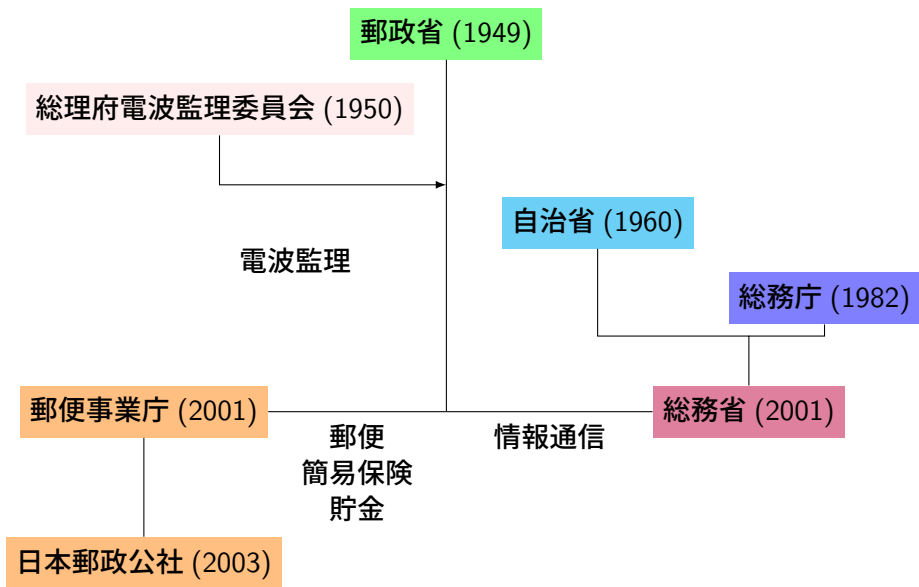 郵政省 (1949)
総理府電波監理委員会 (1950)
自治省 (1960)
電波監理
総務庁 (1982)
郵便事業庁 (2001)
総務省 (2001)
郵便
簡易保険
貯金
情報通信
日本郵政公社 (2003)